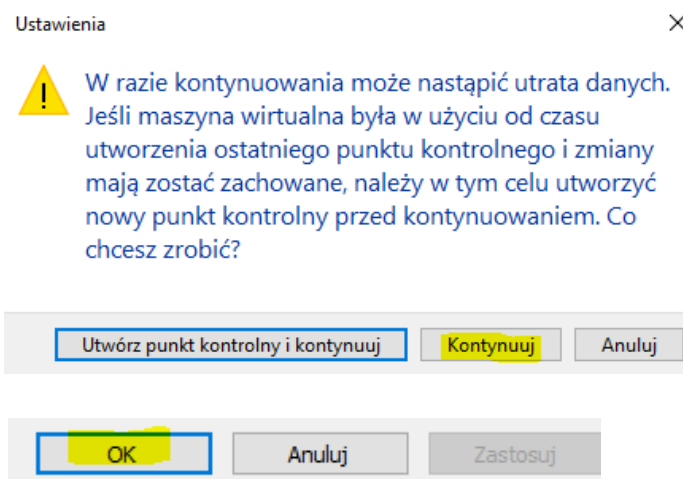 Ustawienia
W razie kontynuowania może nastąpić utrata danych.
Jeśli maszyna wirtualna była w użyciu od czasu
utworzenia ostatniego punktu kontrolnego i zmiany
mają zostać zachowane, należy w tym celu utworzyć
nowy punkt kontrolny przed kontynuowaniem. Co
chcesz zrobić?
Utwórz punkt kontrolny i kontynuuj Kontynuuj Anuluj
OK Anuluj Zastosuj